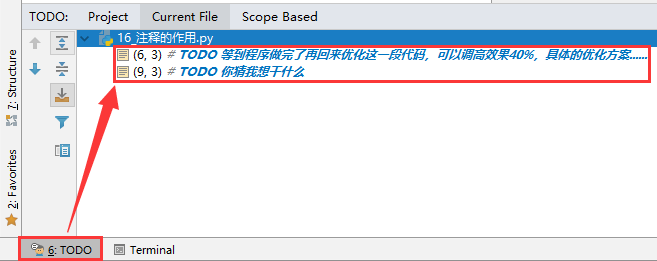 TODO: Project Current File Scope Based
16_注释的作用.py
(6, 3) # TODO 等到程序做完了再回来优化这一段代码，可以调高效果40%，具体的优化方案......
(9, 3) # TODO 你猜我想干什么
7: Structure
2: Favorites
6: TODO Terminal